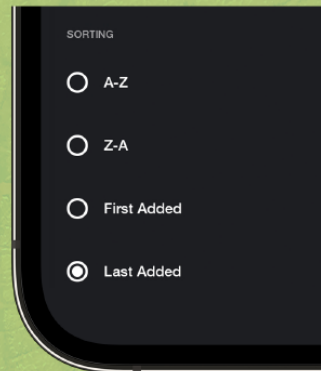 SORTING
A-Z
Z-A
First Added
Last Added